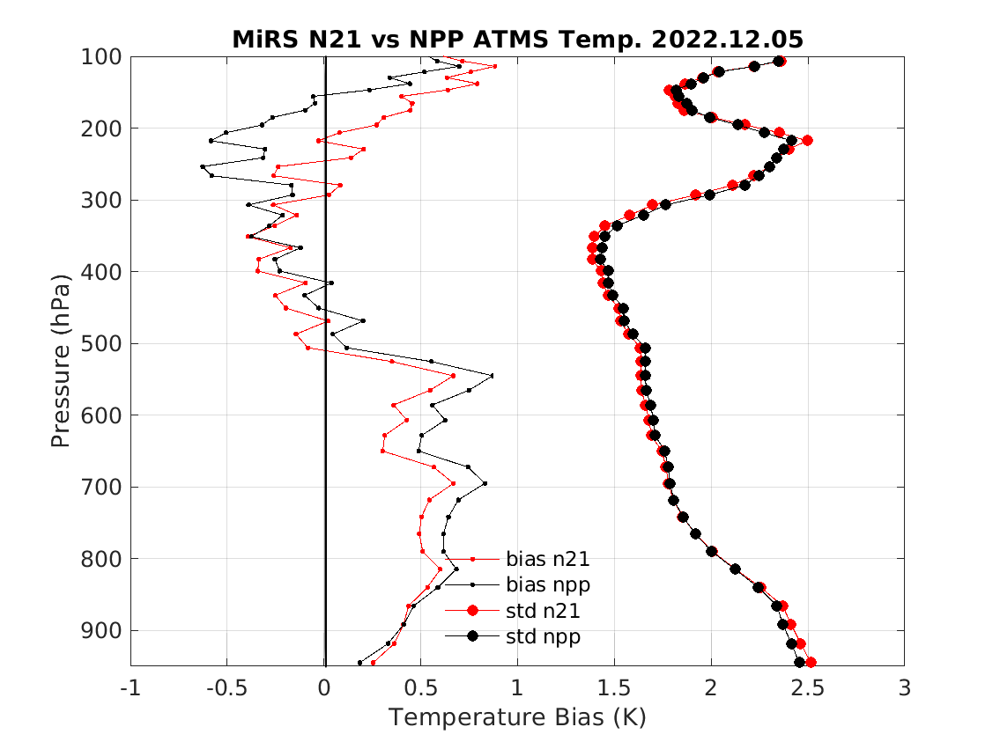 MiRS N21 vs NPP ATMS Temp. 2022.12.05
100
200
300
400
500
600
700
800
900
Pressure (hPa)
bias n21
bias npp
std n21
std npp
-1 -0.5 0 0.5 1 1.5 2 2.5 3
Temperature Bias (K)